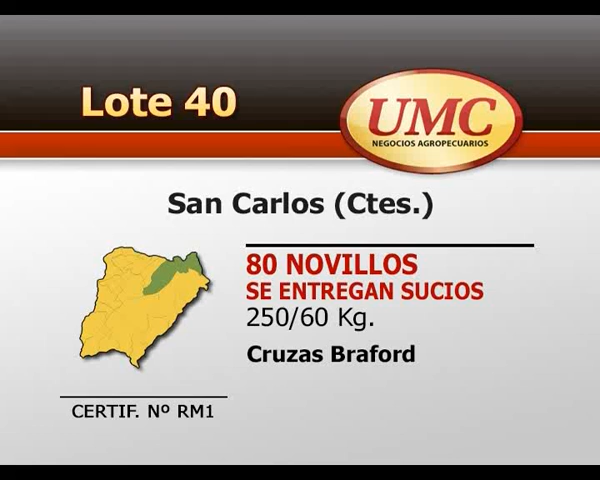 Lote 40
UMC
NEGOCIOS AGROPECUARIOS
San Carlos (Ctes.)
80 NOVILLOS
SE ENTREGAN SUCIOS
250/60 Kg.
Cruzas Braford
CERTIF. Nº RM1